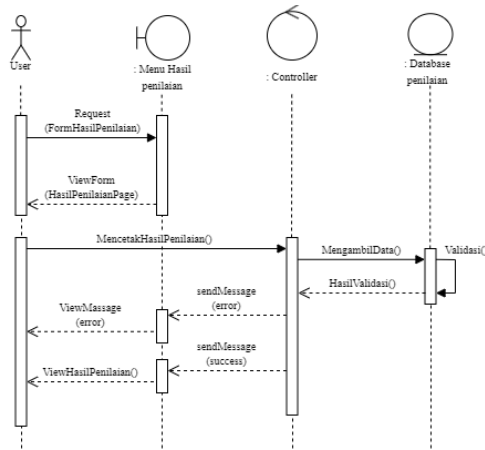 User
: Menu Hasil
penilaian
: Controller
: Database
penilaian
Request
(FormHasilPenilaian)
ViewForm
(HasilPenilaianPage)
MencetakHasilPenilaian()
MengambilData()
Validasi(
HasilValidasi()
sendMessage
(error)
ViewMassage
(error)
sendMessage
(success)
ViewHasilPenilaian()